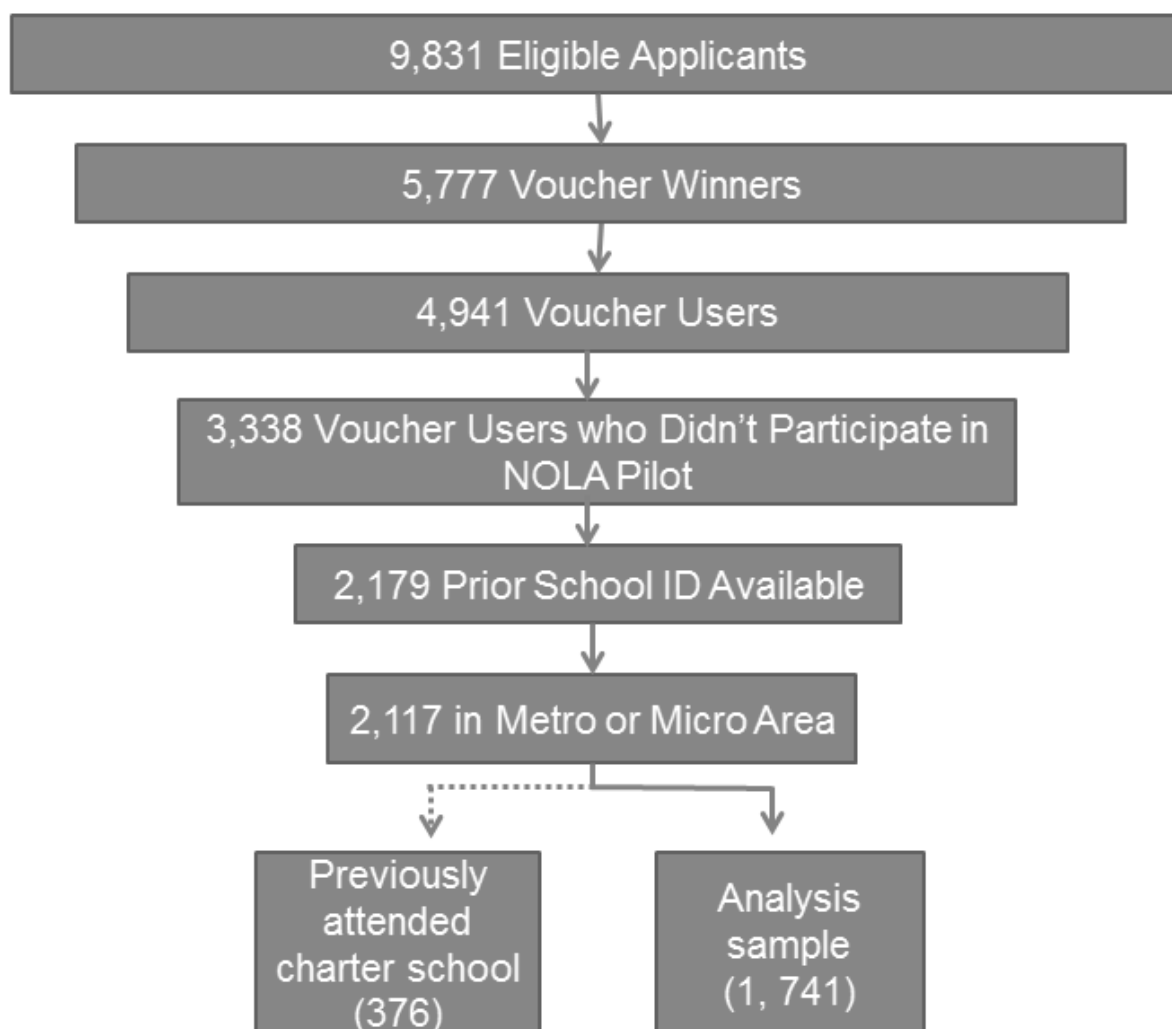 9,831 Eligible Applicants
5,777 Voucher Winners
4,941 Voucher Users
3,338 Voucher Users who Didn’t Participate in
NOLA Pilot
2,179 Prior School ID Available
2,117 in Metro or Micro Area
Previously
attended
charter school
(376)
Analysis
sample
(1, 741)